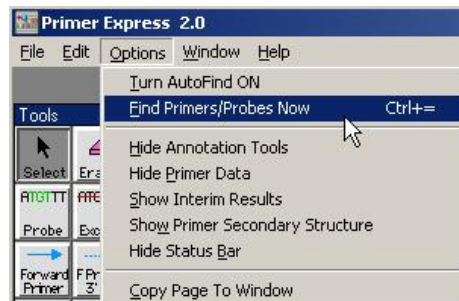 Primer Express 2.0
File Edit Options Window Help
Turn AutoFind ON
Find Primers/Probes Now Ctrl+=
Tools
Hide Annotation Tools
Select
Hide Primer Data
ATGTT
Show Interim Results
Probe
Show Primer Secondary Structure
Hide Status Bar
Forward Primer
3'
Copy Page To Window